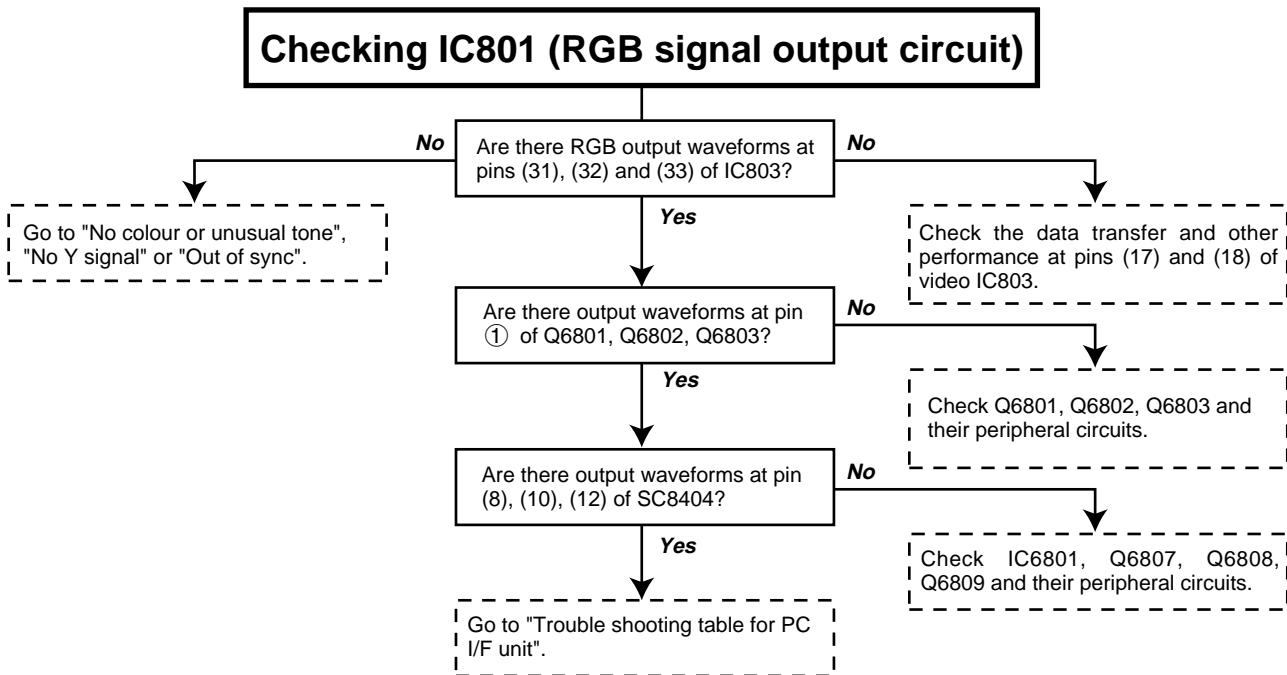 Checking IC801 (RGB signal output circuit)
No
Are there RGB output waveforms at
pins (31), (32) and (33) of IC803?
No
Yes
Go to "No colour or unusual tone",
"No Y signal" or "Out of sync".
Check the data transfer and other
performance at pins (17) and (18) of
video IC803.
Are there output waveforms at pin
① of Q6801, Q6802, Q6803?
No
Yes
Check Q6801, Q6802, Q6803 and
their peripheral circuits.
Are there output waveforms at pin
(8), (10), (12) of SC8404?
No
Yes
Check IC6801, Q6807, Q6808,
Q6809 and their peripheral circuits.
Go to "Trouble shooting table for PC
I/F unit".